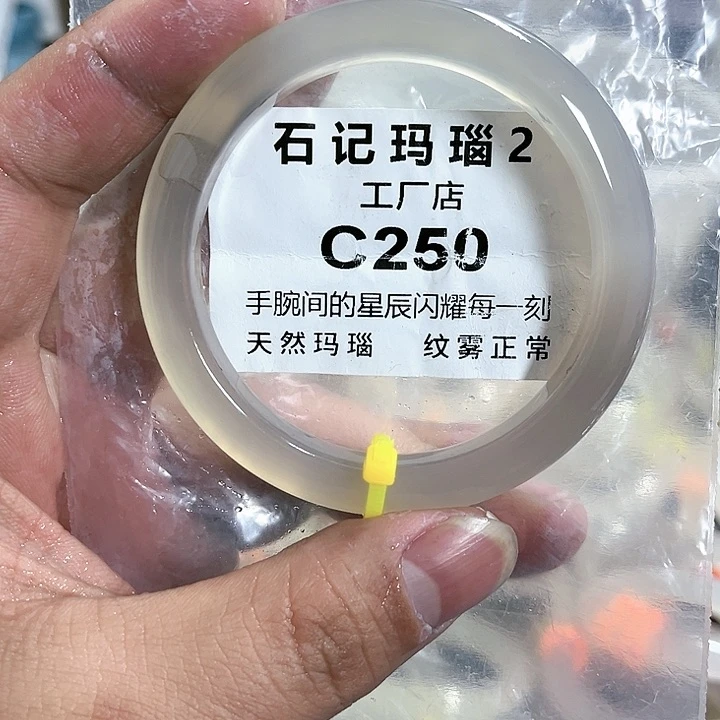 石记玛瑙2
工厂店
C250
手腕间的星辰闪耀每一刻
天然玛瑙 纹雾正常